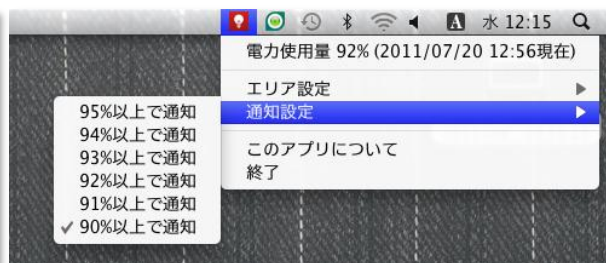 A 水 12:15
電力使用量 92% (2011/07/20 12:56現在)
エリア設定
通知設定
このアプリについて
終了
95%以上で通知
94%以上で通知
93%以上で通知
92%以上で通知
91%以上で通知
90%以上で通知